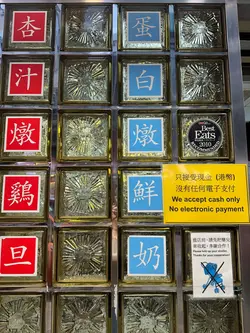 杏汁燉鷄旦
蛋白燉鮮奶
Best
Eats
2010
只接受現金 (港幣)
沒有任何電子支付
We accept cash only
No electronic payment